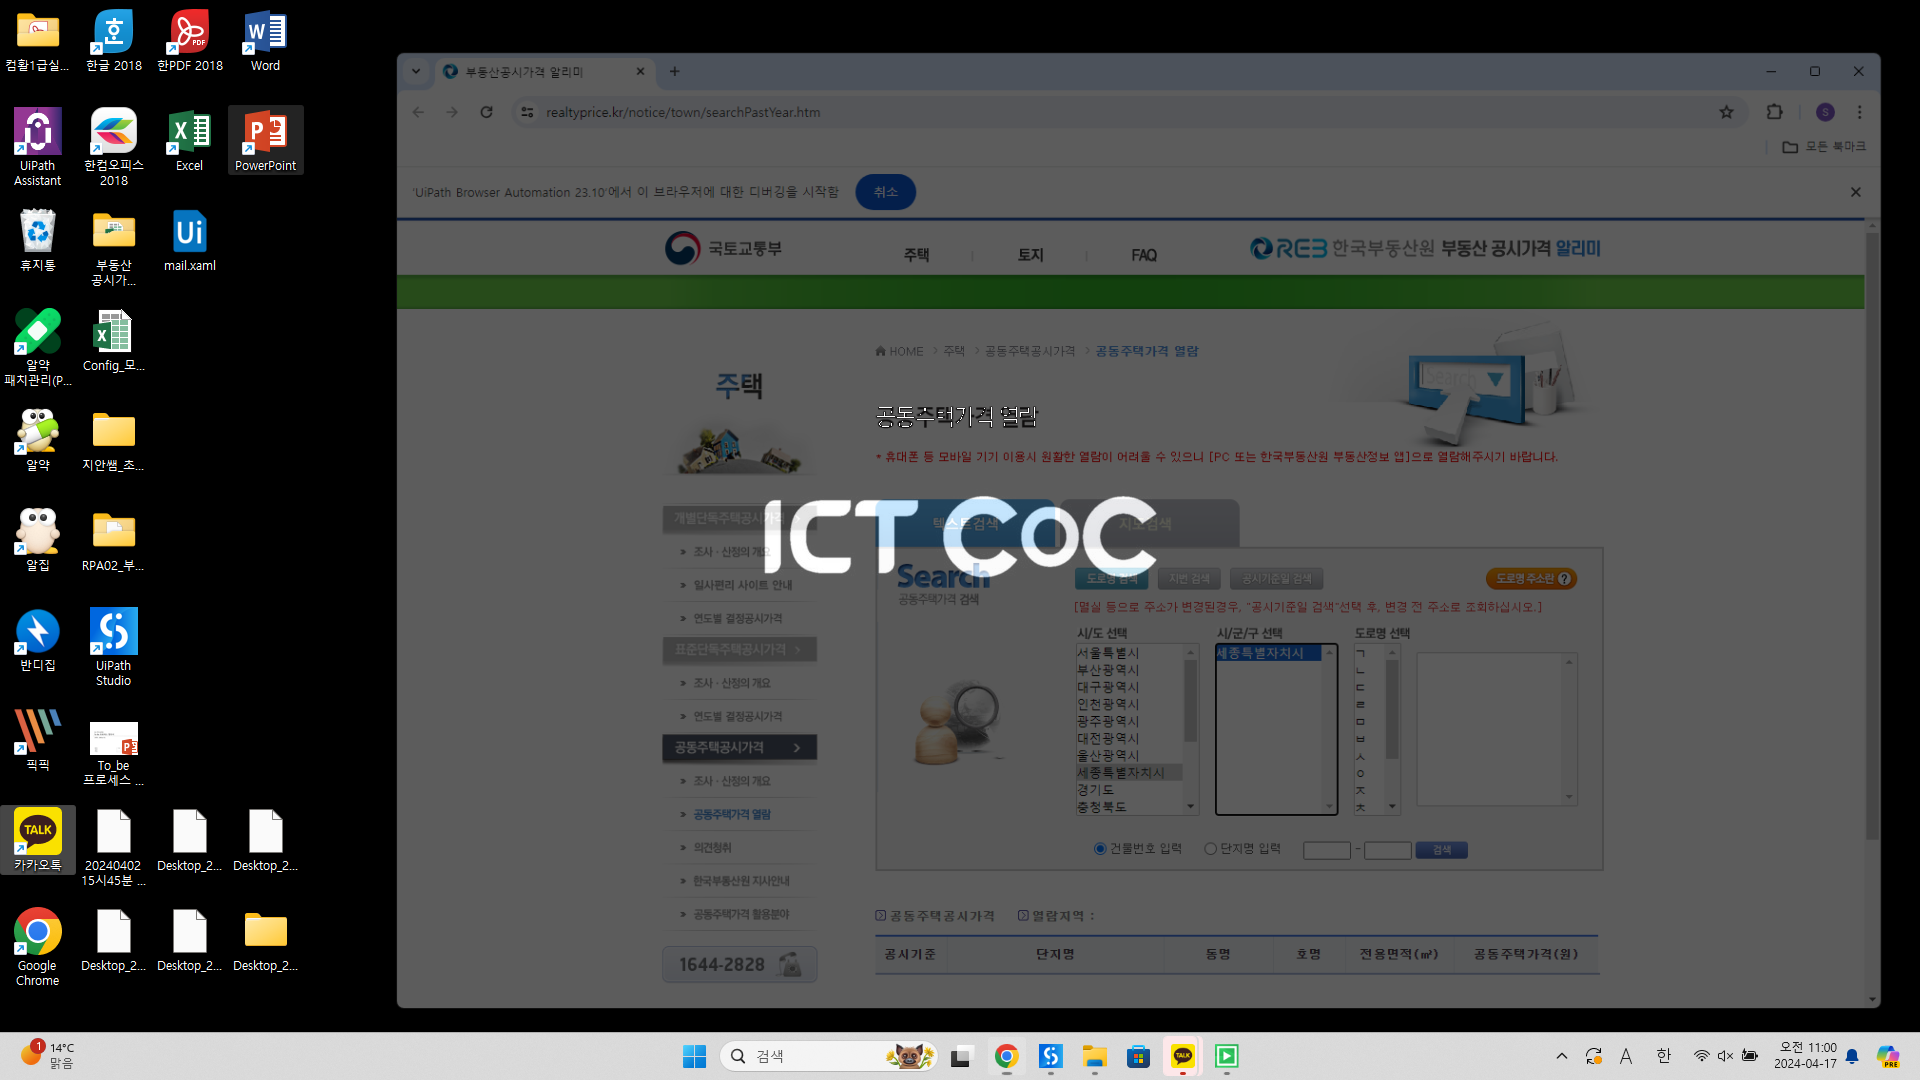 컴활1급실...
한글 2018
한PDF 2018
Word
UiPath
Assistant
한컴오피스
2018
Excel
PowerPoint
휴지통
부동산
공시가...
mail.xaml
알약
패치관리(P...
Config_모...
알약
지안쌤_초...
알집
RPA02_부...
반디집
UiPath
Studio
픽픽
To_be
프로세스 ...
카카오톡
20240402
15시45분 ...
Desktop_2...
Desktop_2...
Google
Chrome
Desktop_2...
Desktop_2...
Desktop_2...
부동산공시가격 알리미
realtyprice.kr/notice/town/searchPastYear.htm
S
모든 북마크
'UiPath Browser Automation 23.10'에서 이 브라우저에 대한 디버깅을 시작함
취소
국토교통부
주택
토지
FAQ
REB 한국부동산원 부동산 공시가격 알리미
HOME > 주택 > 공동주택공시가격 > 공동주택가격 열람
주택
공동주택가격 열람
* 휴대폰 등 모바일 기기 이용시 원활한 열람이 어려울 수 있으니 [PC 또는 한국부동산원 부동산정보 앱]으로 열람해주시기 바랍니다.
Search
ICT CoC
텍스트검색
지도검색
개별단독주택공시가격
조사 · 산정의 개요
일사편리 사이트 안내
연도별 결정공시가격
표준단독주택공시가격
조사 · 산정의 개요
연도별 결정공시가격
공동주택공시가격
조사 · 산정의 개요
공동주택가격 열람
의견청취
한국부동산원 지사안내
공동주택가격 활용분야
1644-2828
Search
공동주택가격 검색
도로명 검색
지번 검색
공시기준일 검색
도로명 주소란 ?
[멸실 등으로 주소가 변경된경우, "공시기준일 검색"선택 후, 변경 전 주소로 조회하십시오.]
시/도 선택
시/군/구 선택
도로명 선택
서울특별시
부산광역시
대구광역시
인천광역시
광주광역시
대전광역시
울산광역시
세종특별자치시
경기도
충청북도
세종특별자치시
ㄱ
ㄴ
ㄷ
ㄹ
ㅁ
ㅂ
ㅅ
ㅇ
ㅈ
ㅊ
건물번호 입력
단지명 입력
-
검색
공동주택공시가격
열람지역 :
공시기준
단지명
동명
호명
전용면적(㎡)
공동주택가격(원)
1
14°C
맑음
검색
A
한
오전 11:00
2024-04-17